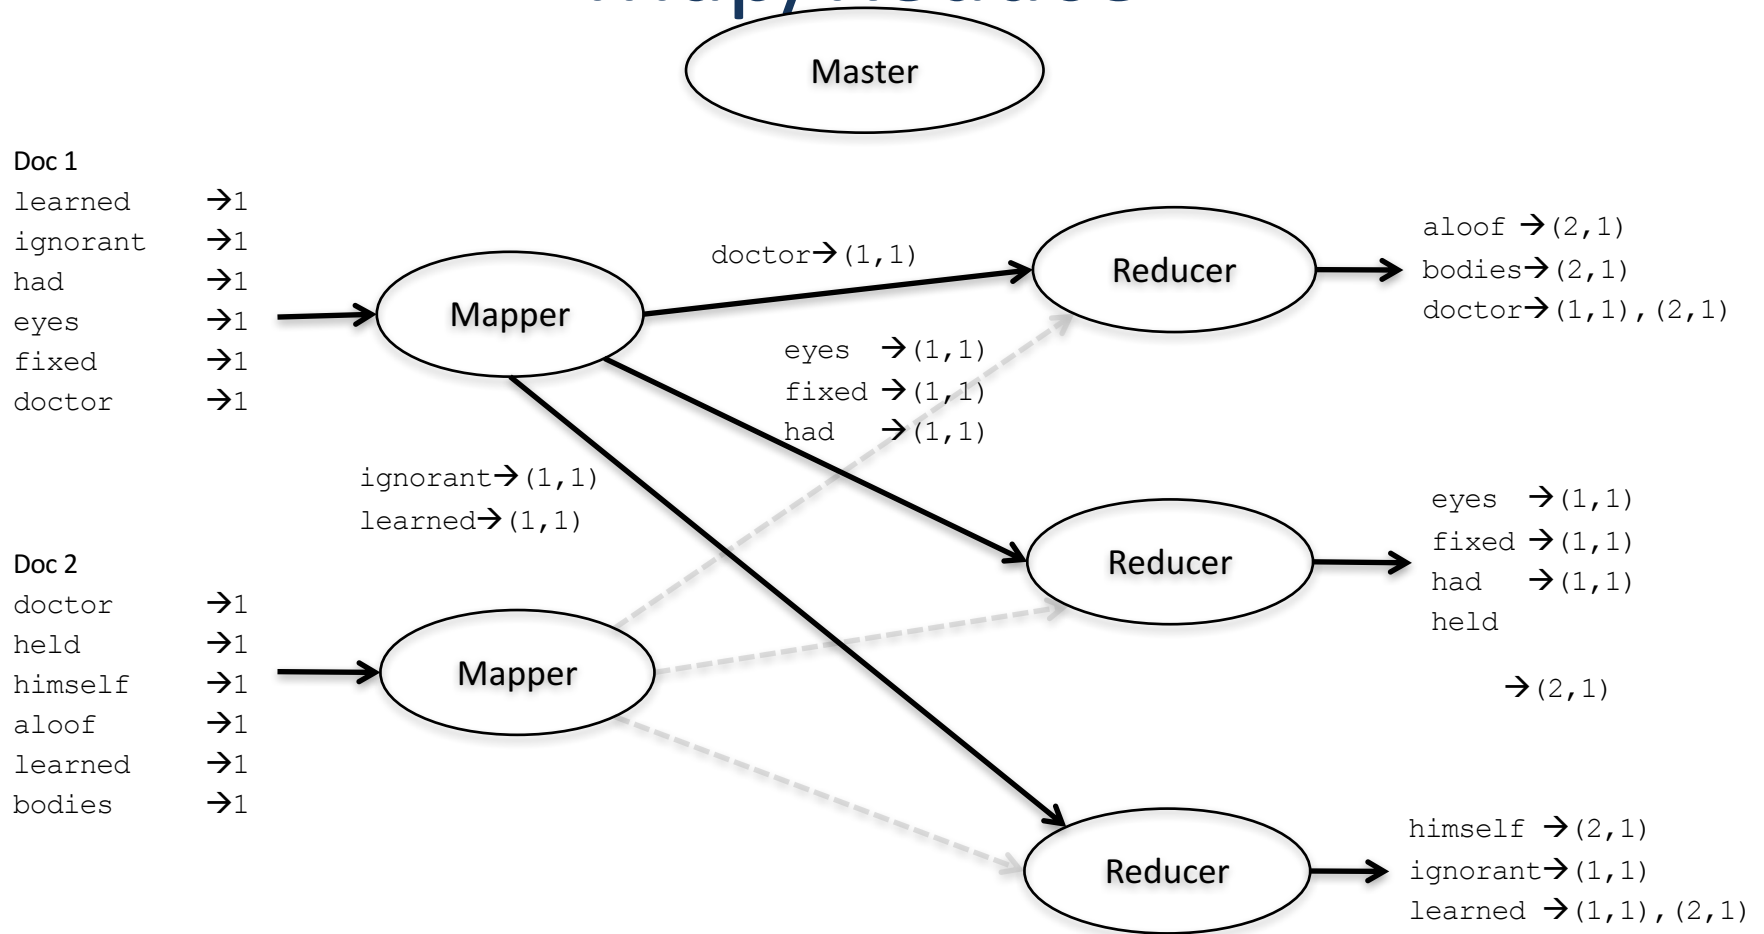 Map/Reduce
Master
Doc 1
learned →1
ignorant →1
had →1
eyes →1
fixed →1
doctor →1
Mapper
doctor→(1,1)
eyes →(1,1)
fixed →(1,1)
had →(1,1)
ignorant→(1,1)
learned→(1,1)
Reducer
aloof →(2,1)
bodies→(2,1)
doctor→(1,1),(2,1)
Doc 2
doctor →1
held →1
himself →1
aloof →1
learned →1
bodies →1
Mapper
Reducer
eyes →(1,1)
fixed →(1,1)
had →(1,1)
held
→(2,1)
Reducer
himself →(2,1)
ignorant→(1,1)
learned →(1,1),(2,1)